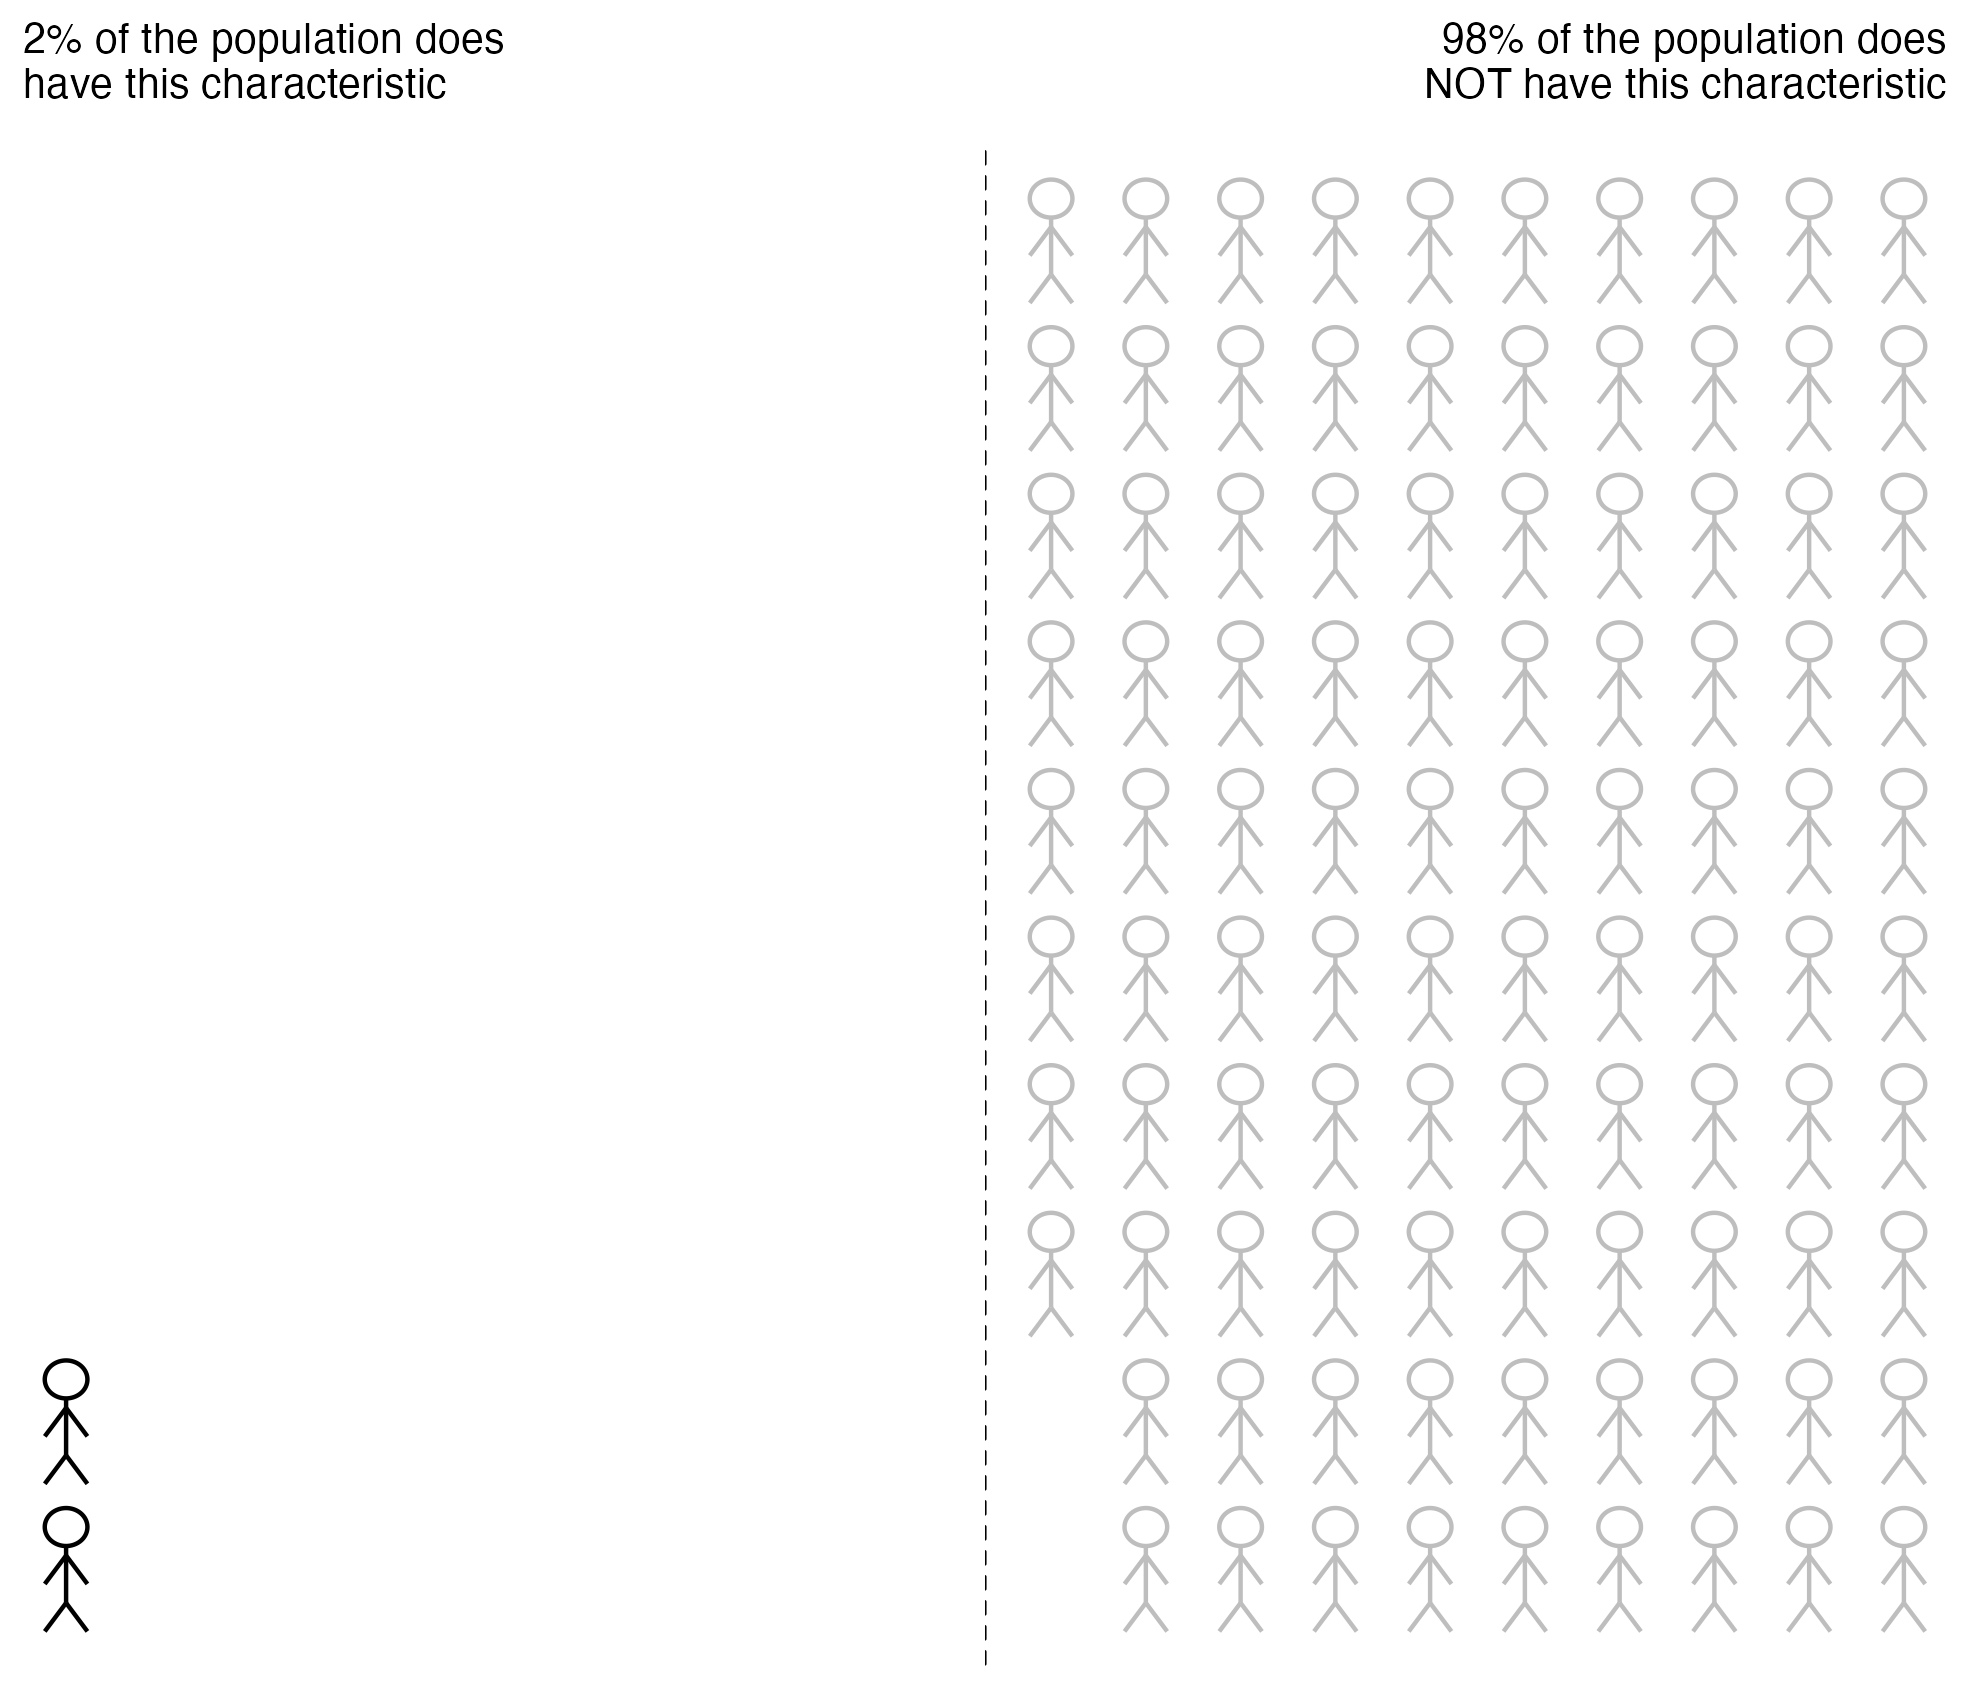 2% of the population does
have this characteristic
98% of the population does
NOT have this characteristic